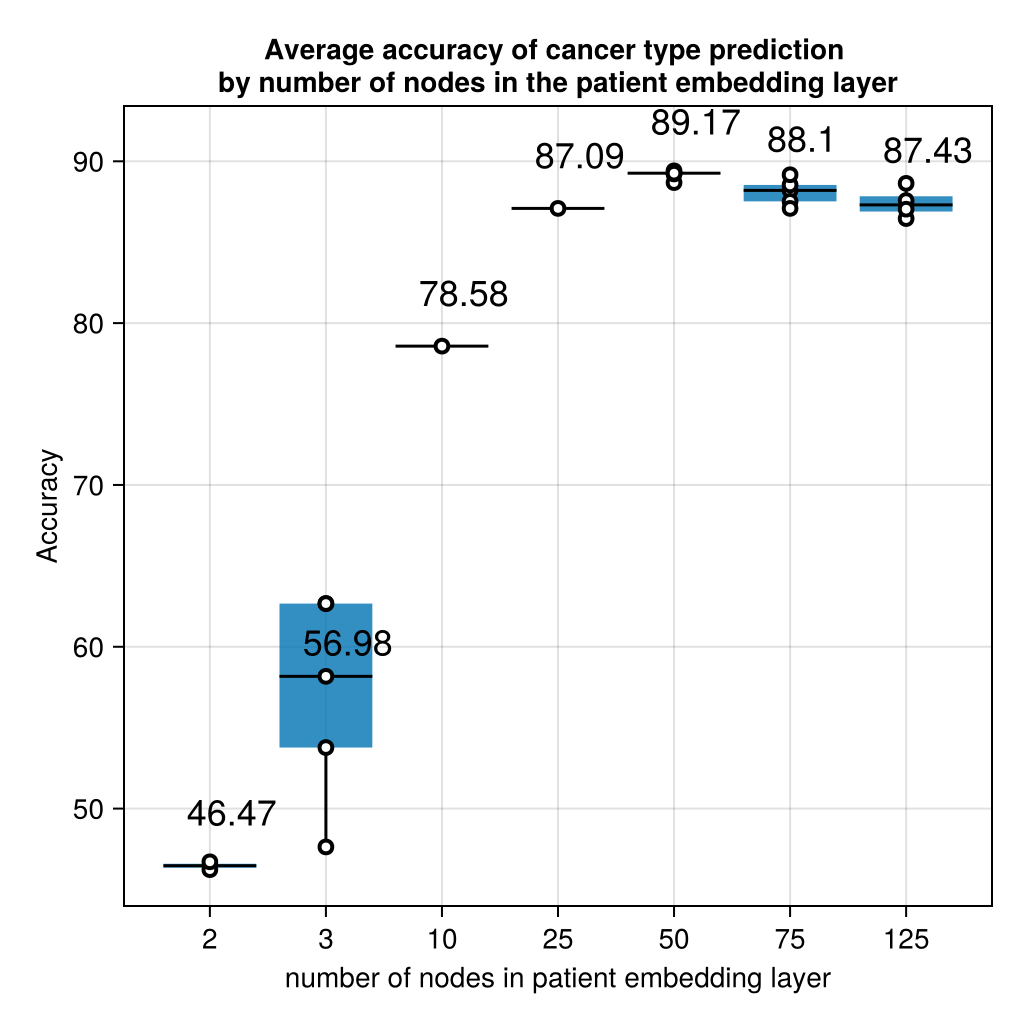 Average accuracy of cancer type prediction
by number of nodes in the patient embedding layer
89.17
88.1
87.43
87.09
90
78.58
80
Accuracy
70
56.98
60
46.47
50
2 3 10 25 50 75 125
number of nodes in patient embedding layer